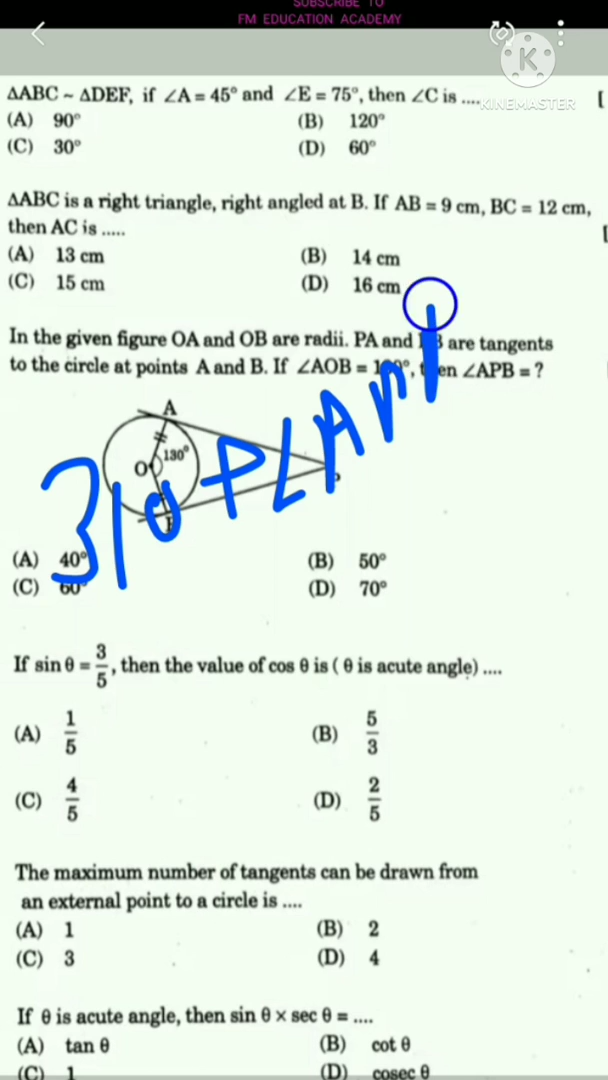 SUBSCRIBE TO
FM EDUCATION ACADEMY
KINEMASTER
ΔABC ~ ΔDEF, if ∠A = 45° and ∠E = 75°, then ∠C is ....
(A) 90° (B) 120°
(C) 30° (D) 60°
ΔABC is a right triangle, right angled at B. If AB = 9 cm, BC = 12 cm,
then AC is .....
(A) 13 cm (B) 14 cm
(C) 15 cm (D) 16 cm
In the given figure OA and OB are radii. PA and are tangents
to the circle at points A and B. If ∠AOB = ∠APB = ?
A
O 130°
(A) 40° (B) 50°
(C) 60° (D) 70°
If sin θ = 3/5, then the value of cos θ is ( θ is acute angle) ....
(A) 1/5 (B) 5/3
(C) 4/5 (D) 2/5
The maximum number of tangents can be drawn from
an external point to a circle is ....
(A) 1 (B) 2
(C) 3 (D) 4
If θ is acute angle, then sin θ × sec θ = ....
(A) tan θ (B) cot θ
(C) 1 (D) cosec θ